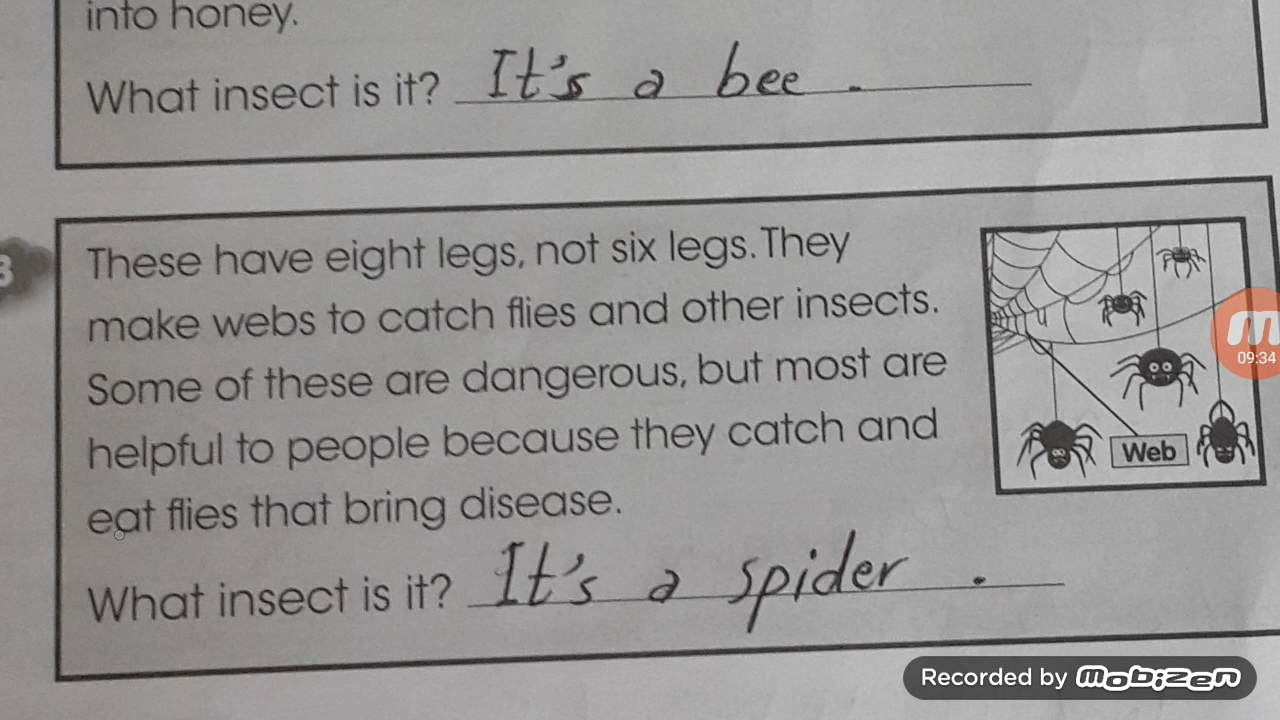 into honey.
What insect is it? It's a bee .
3
These have eight legs, not six legs. They
make webs to catch flies and other insects.
Some of these are dangerous, but most are
helpful to people because they catch and
eat flies that bring disease.
Web
What insect is it? It's a spider .
09:34
Recorded by mobizen